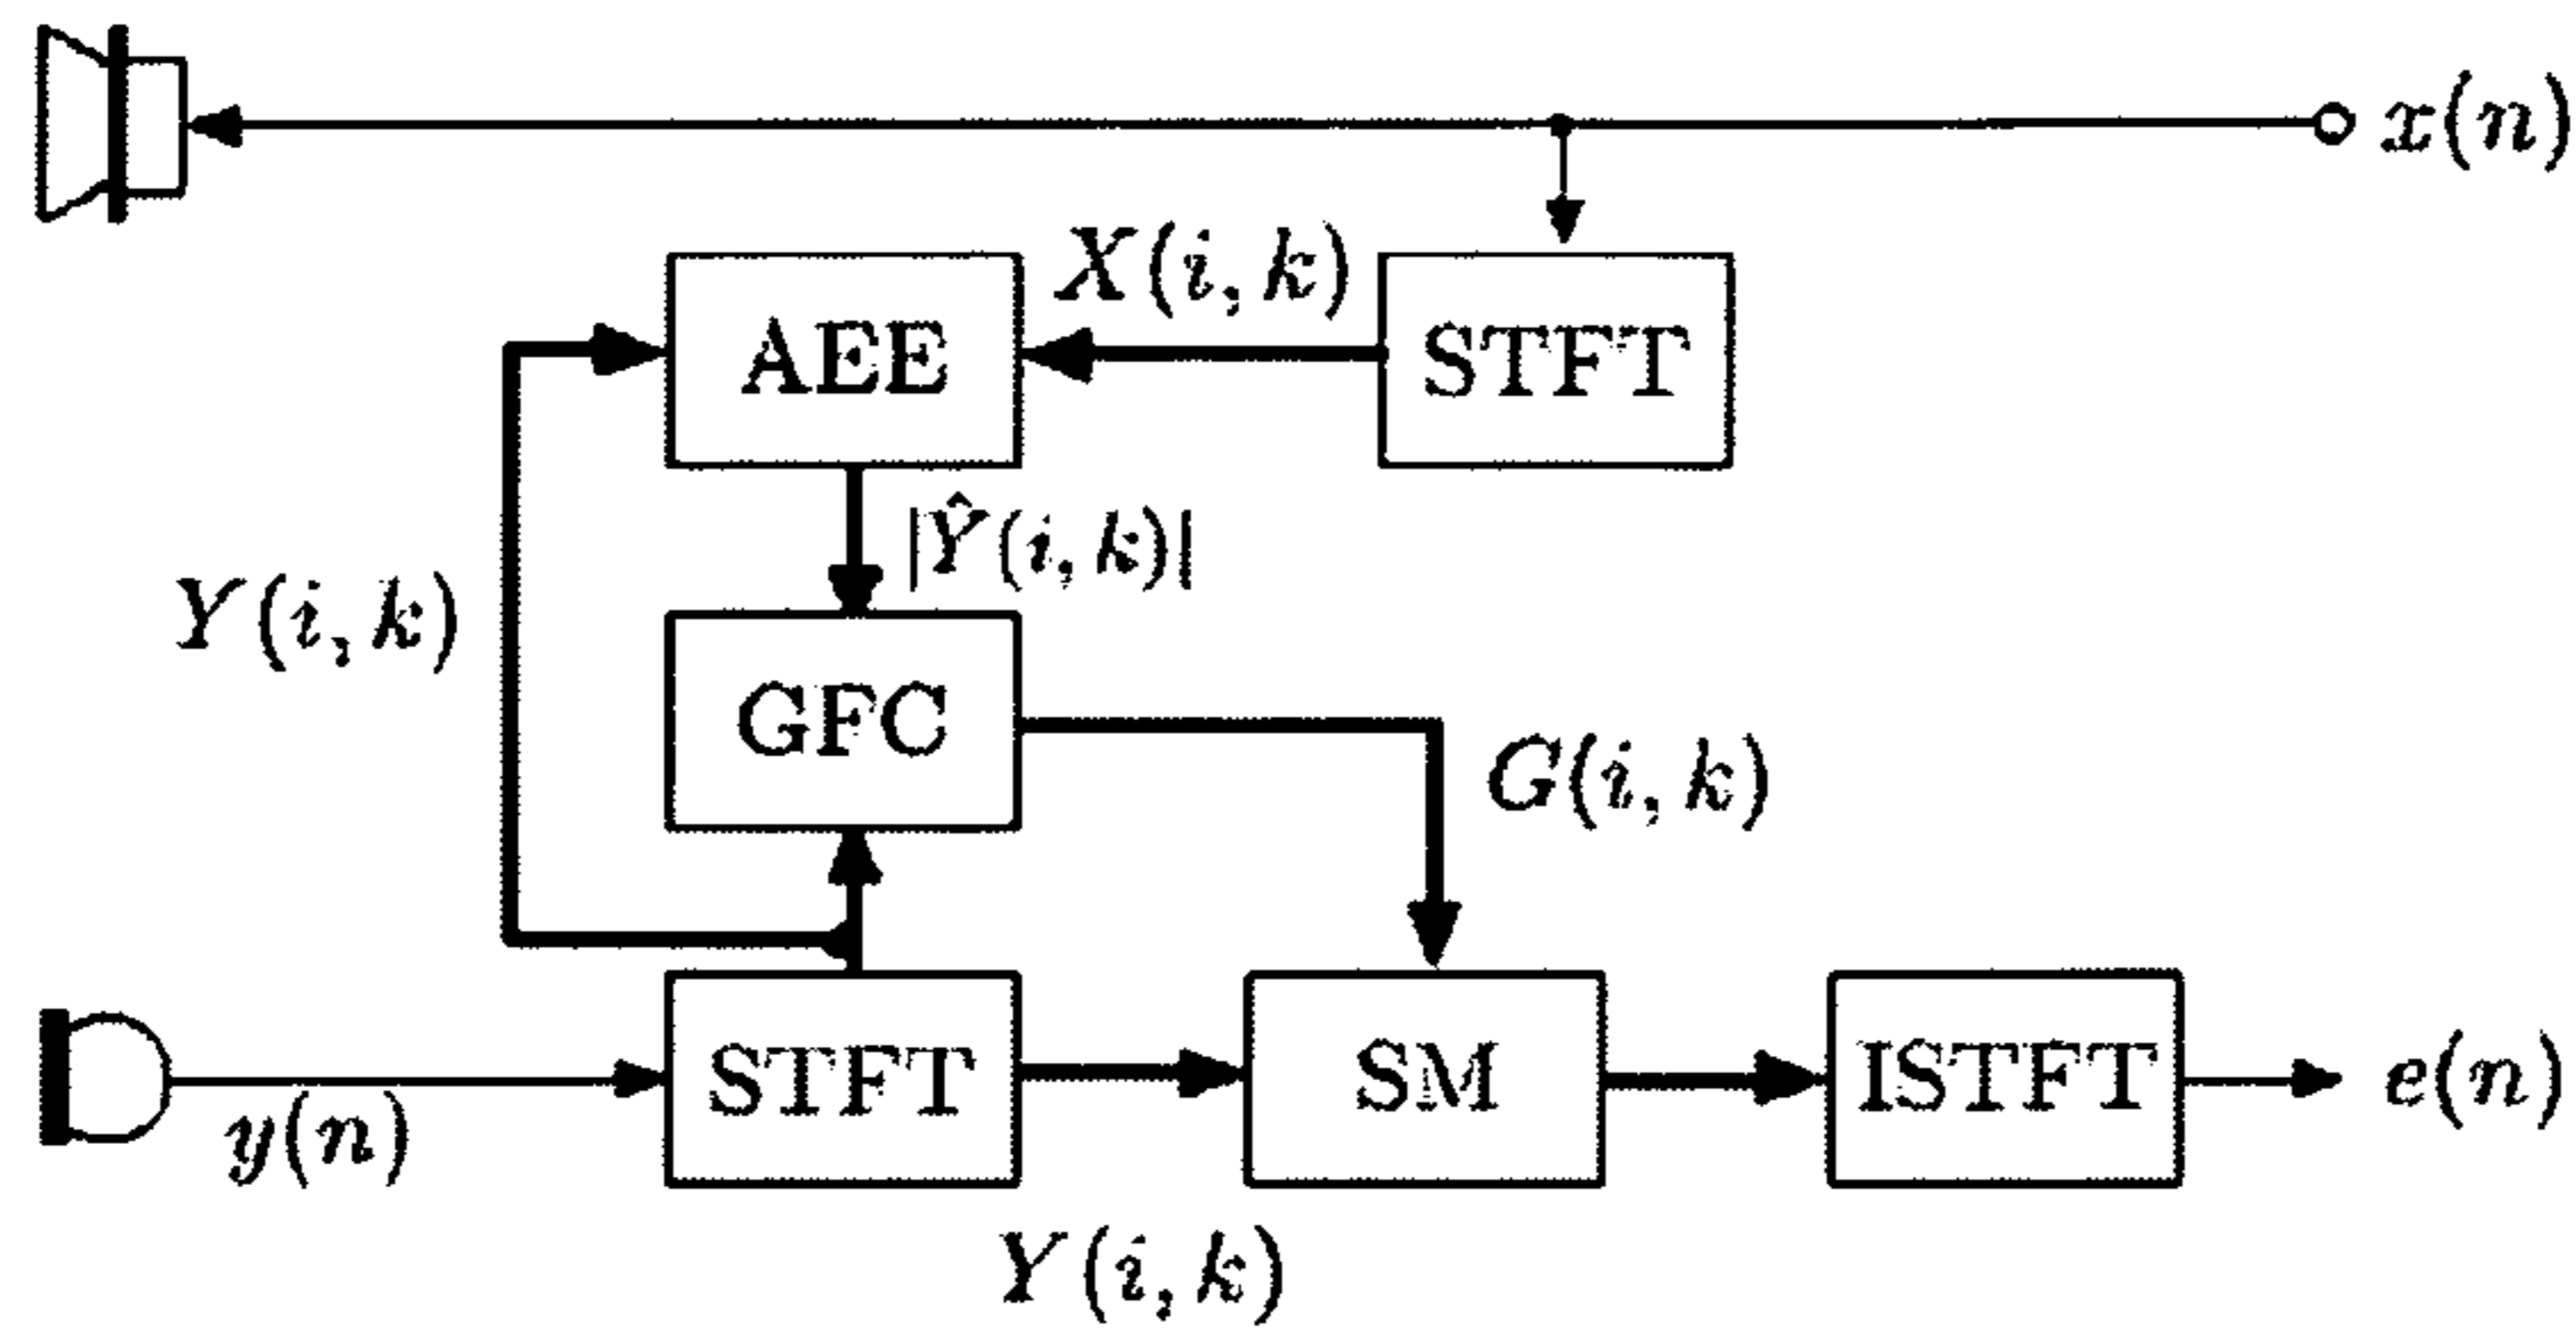 x(n)
X(i, k)
AEE
STFT
|Ŷ(i, k)|
Y(i, k)
GFC
G(i, k)
STFT
SM
ISTFT
e(n)
y(n)
Y(i, k)